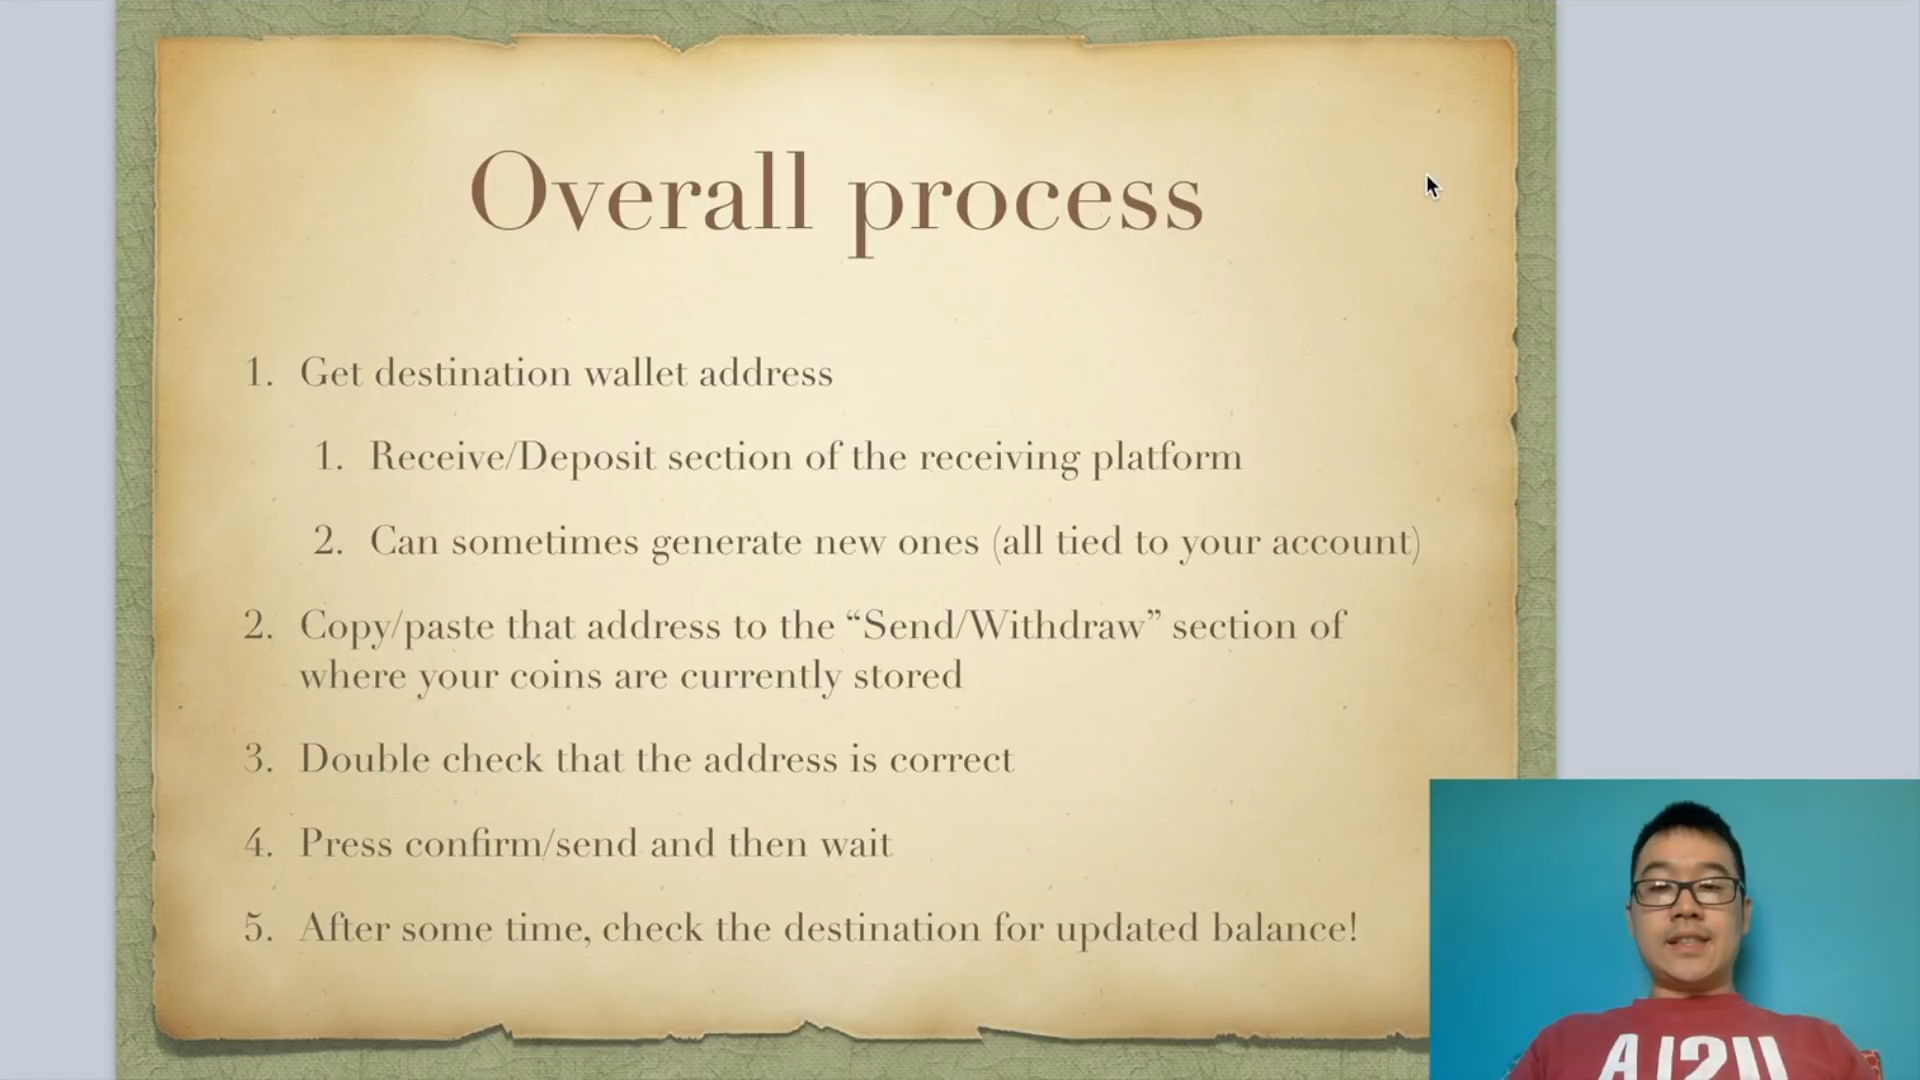 Overall process
1. Get destination wallet address
1. Receive/Deposit section of the receiving platform
2. Can sometimes generate new ones (all tied to your account)
2. Copy/paste that address to the “Send/Withdraw” section of
where your coins are currently stored
3. Double check that the address is correct
4. Press confirm/send and then wait
5. After some time, check the destination for updated balance!